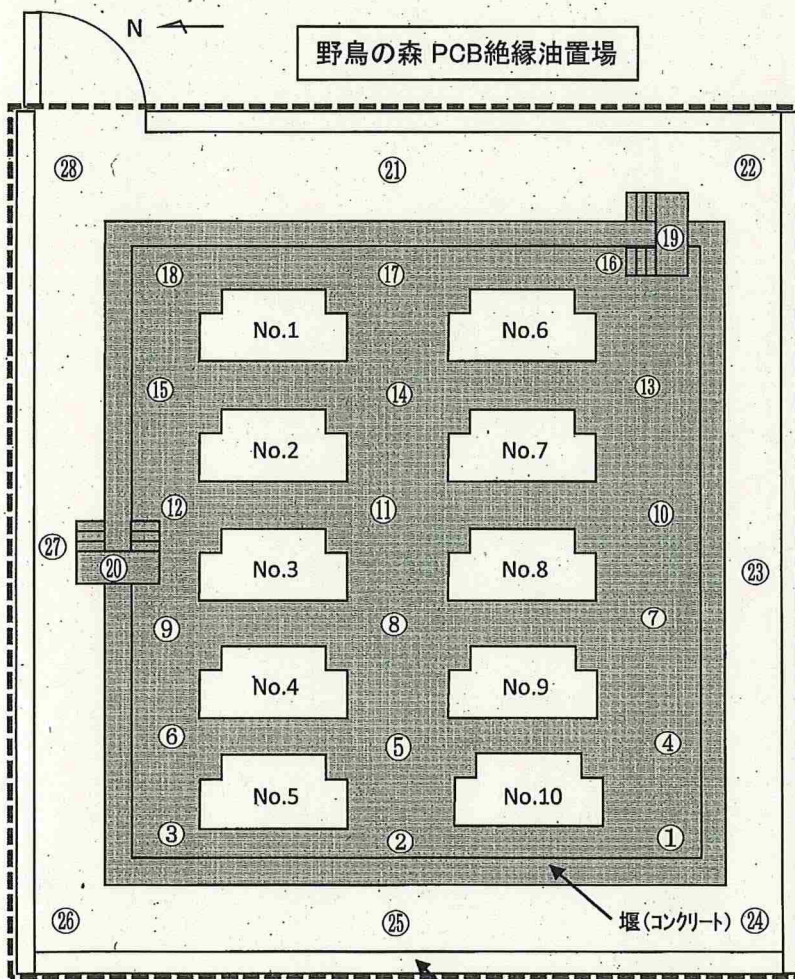 N
野鳥の森 PCB絶縁油置場
㉘ ㉑ ㉒
⑲
⑱ ⑰ ⑯
No.1 No.6
⑮ ⑭ ⑬
No.2 No.7
⑫ ⑪ ⑩
㉗ ⑳ No.3 No.8 ㉓
⑨ ⑧ ⑦
No.4 No.9
⑥ ⑤ ④
No.5 No.10
③ ② ①
堰(コンクリート)
㉖ ㉕ ㉔